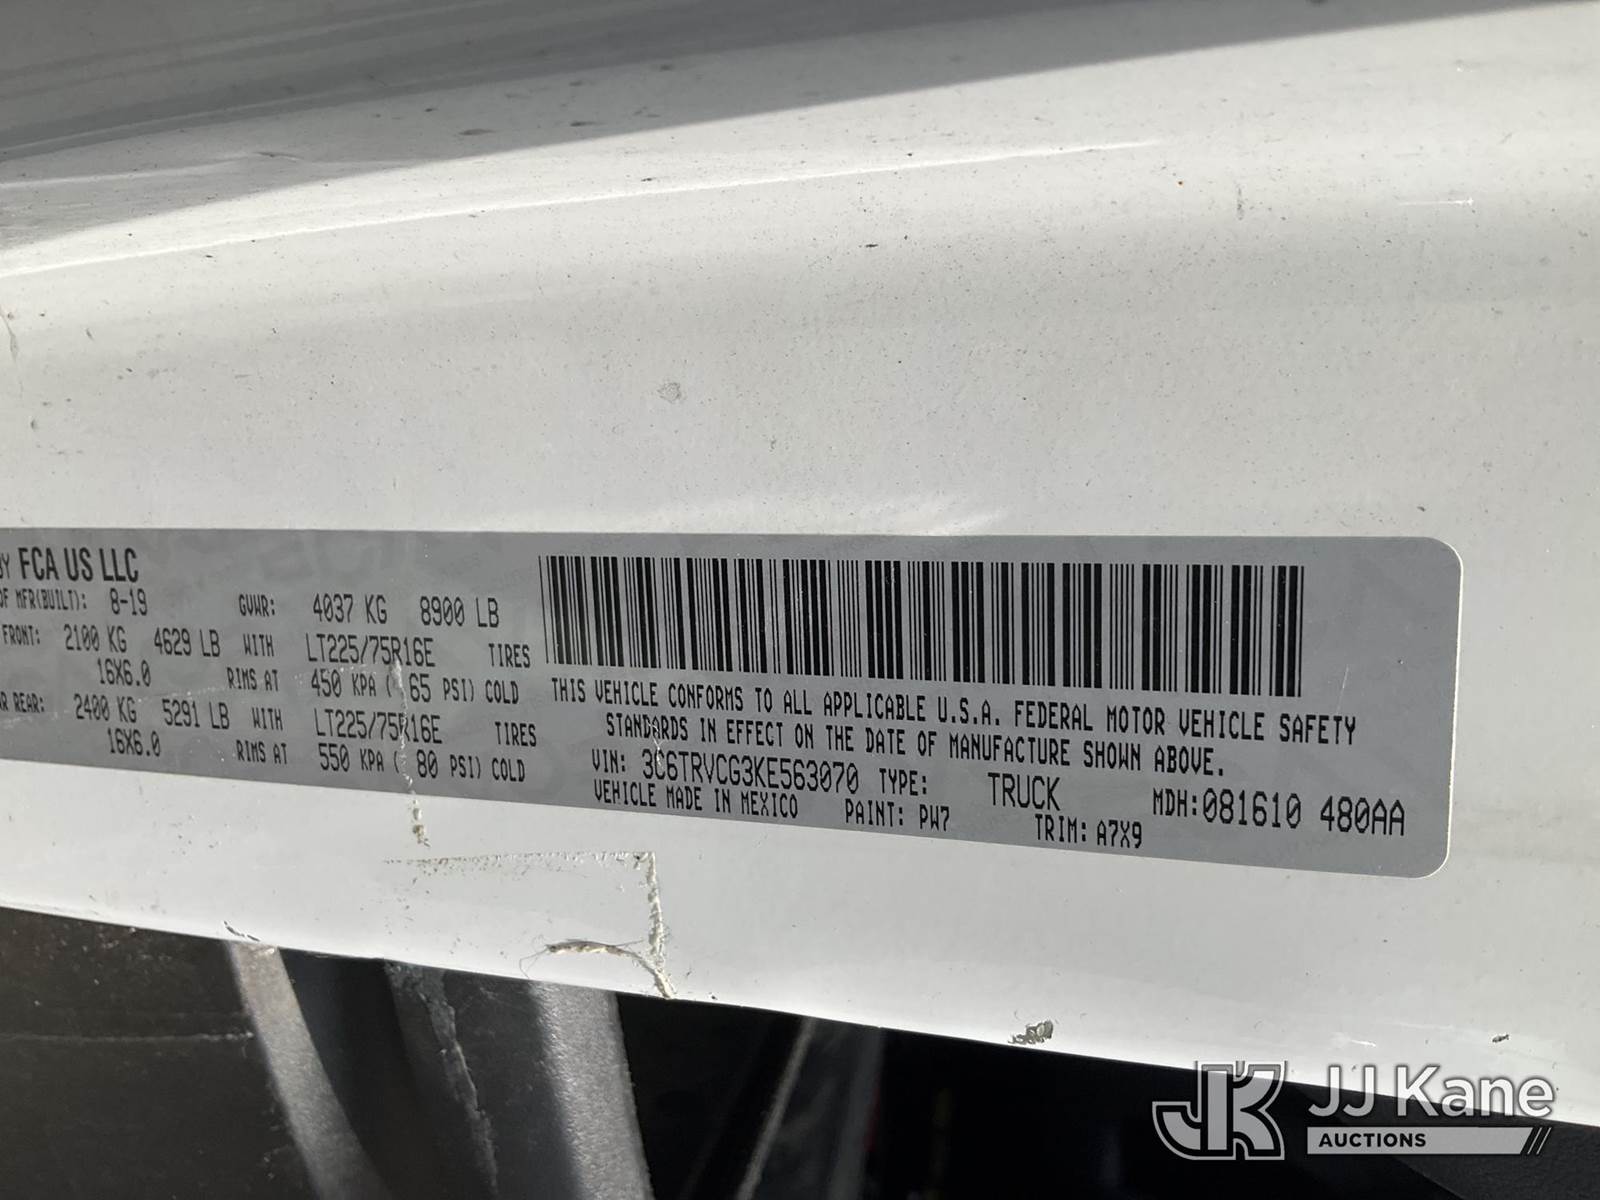 BY FCA US LLC
OF MFR(BUILT): 8-19 GVWR: 4037 KG 8900 LB
FRONT: 2100 KG 4629 LB WITH LT225/75R16E TIRES
16X6.0 RIMS AT 450 KPA ( 65 PSI) COLD
REAR: 2400 KG 5291 LB WITH LT225/75R16E TIRES
16X6.0 RIMS AT 550 KPA ( 80 PSI) COLD
THIS VEHICLE CONFORMS TO ALL APPLICABLE U.S.A. FEDERAL MOTOR VEHICLE SAFETY
STANDARDS IN EFFECT ON THE DATE OF MANUFACTURE SHOWN ABOVE.
VIN: 3C6TRVCG3KE563070 TYPE: TRUCK MDH:081610 480AA
VEHICLE MADE IN MEXICO PAINT: PW7 TRIM: A7X9
JK JJ Kane
AUCTIONS